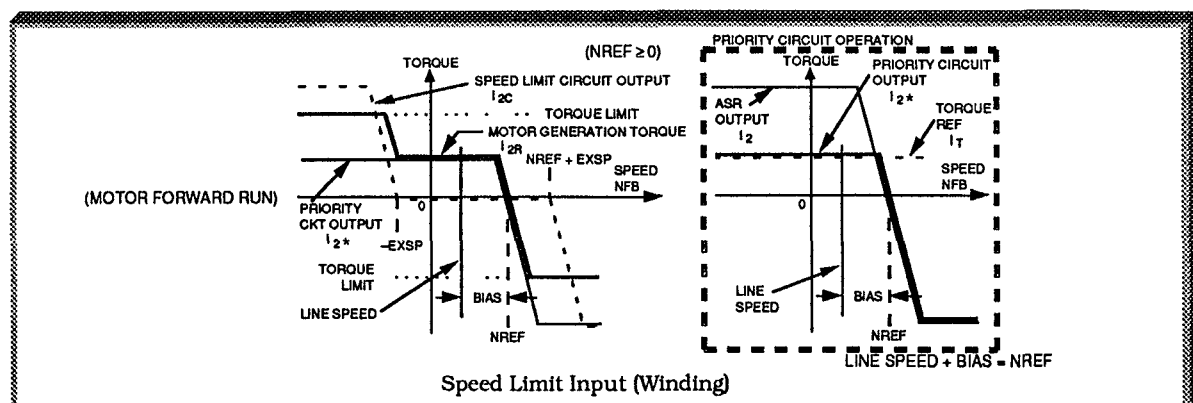 (NREF ≥ 0)
TORQUE
SPEED LIMIT CIRCUIT OUTPUT
I2C
TORQUE LIMIT
MOTOR GENERATION TORQUE
I2R
NREF + EXSP
SPEED
NFB
(MOTOR FORWARD RUN)
0
PRIORITY
CKT OUTPUT
I2*
–EXSP
TORQUE
LIMIT
BIAS
LINE SPEED
NREF
PRIORITY CIRCUIT OPERATION
TORQUE
PRIORITY CIRCUIT
OUTPUT
I2*
ASR
OUTPUT
I2
TORQUE
REF
IT
SPEED
NFB
0
LINE
SPEED
BIAS
NREF
LINE SPEED + BIAS = NREF
Speed Limit Input (Winding)